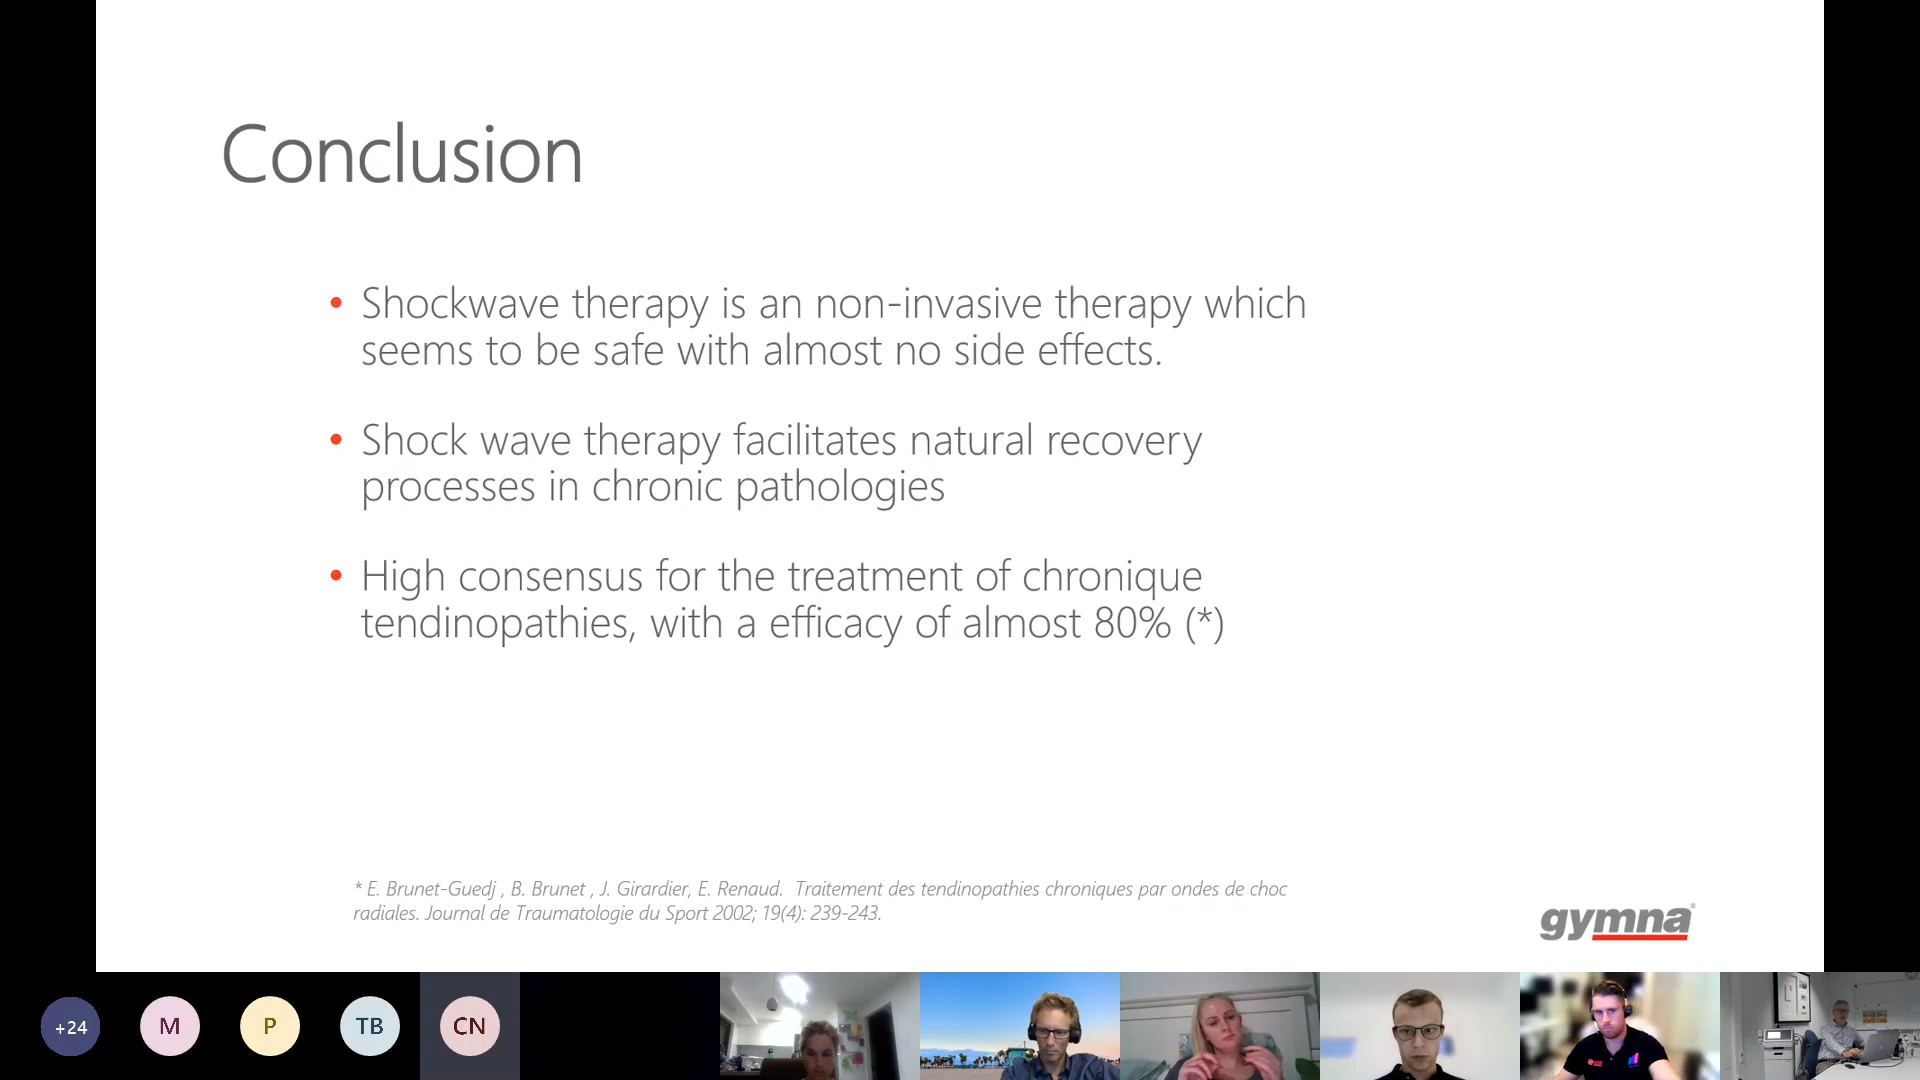 Conclusion
• Shockwave therapy is an non-invasive therapy which
seems to be safe with almost no side effects.
• Shock wave therapy facilitates natural recovery
processes in chronic pathologies
• High consensus for the treatment of chronique
tendinopathies, with a efficacy of almost 80% (*)
* E. Brunet-Guedj , B. Brunet , J. Girardier, E. Renaud. Traitement des tendinopathies chroniques par ondes de choc
radiales. Journal de Traumatologie du Sport 2002; 19(4): 239-243.
gymna®
+24
M
P
TB
CN